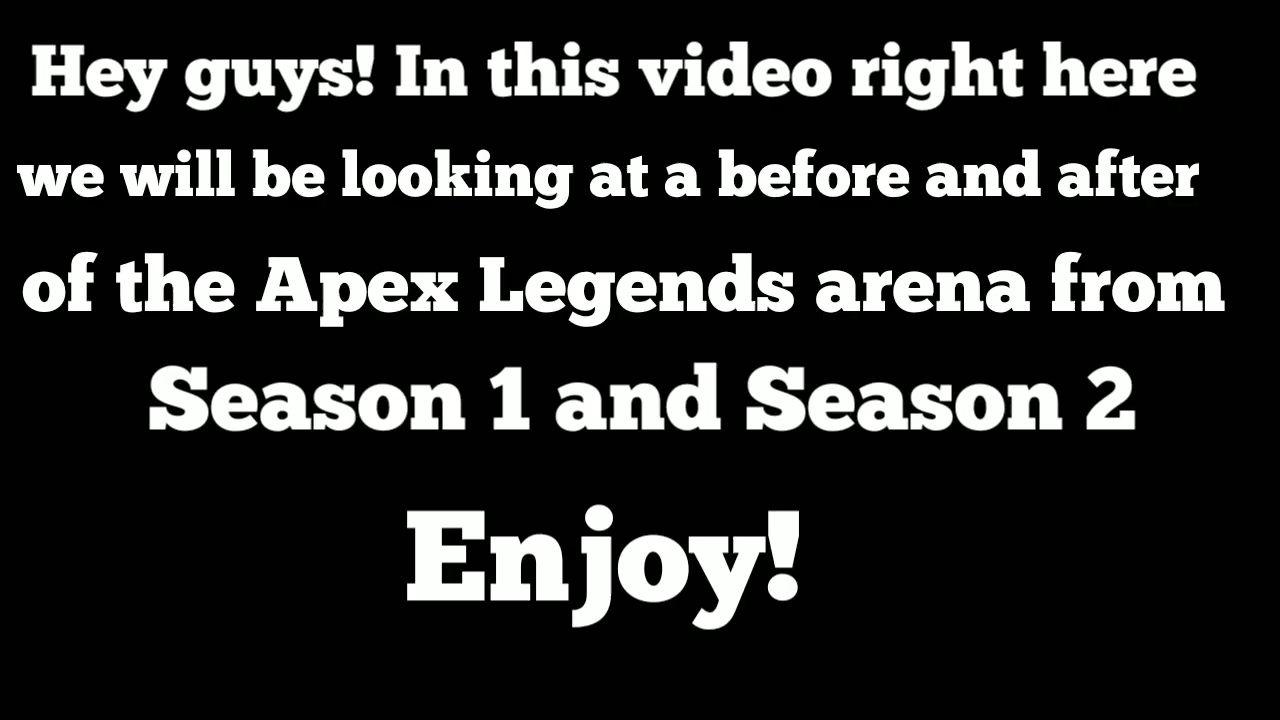 Hey guys! In this video right here
we will be looking at a before and after
of the Apex Legends arena from
Season 1 and Season 2
Enjoy!